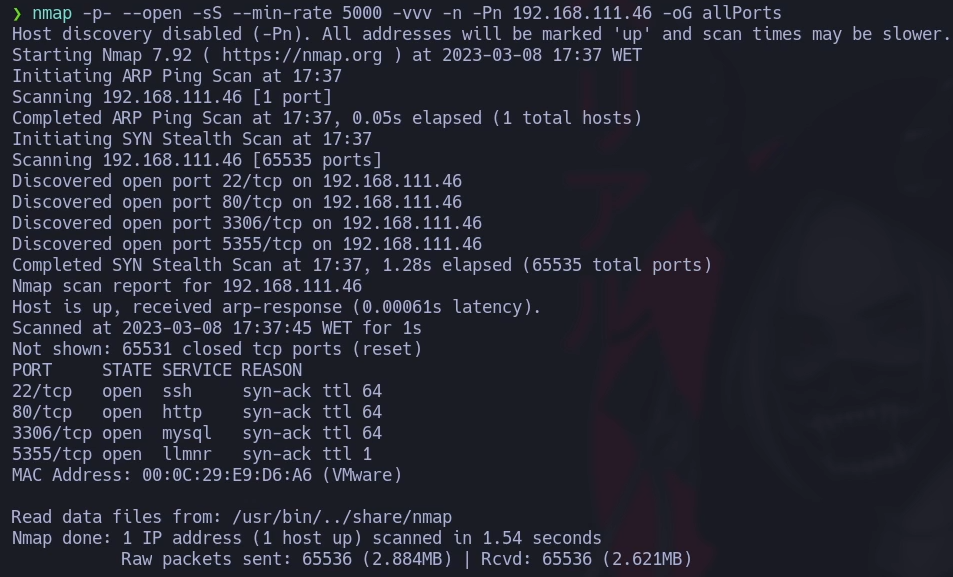 ❯ nmap -p- --open -sS --min-rate 5000 -vvv -n -Pn 192.168.111.46 -oG allPorts
Host discovery disabled (-Pn). All addresses will be marked 'up' and scan times may be slower.
Starting Nmap 7.92 ( https://nmap.org ) at 2023-03-08 17:37 WET
Initiating ARP Ping Scan at 17:37
Scanning 192.168.111.46 [1 port]
Completed ARP Ping Scan at 17:37, 0.05s elapsed (1 total hosts)
Initiating SYN Stealth Scan at 17:37
Scanning 192.168.111.46 [65535 ports]
Discovered open port 22/tcp on 192.168.111.46
Discovered open port 80/tcp on 192.168.111.46
Discovered open port 3306/tcp on 192.168.111.46
Discovered open port 5355/tcp on 192.168.111.46
Completed SYN Stealth Scan at 17:37, 1.28s elapsed (65535 total ports)
Nmap scan report for 192.168.111.46
Host is up, received arp-response (0.00061s latency).
Scanned at 2023-03-08 17:37:45 WET for 1s
Not shown: 65531 closed tcp ports (reset)
PORT     STATE SERVICE REASON
22/tcp   open  ssh     syn-ack ttl 64
80/tcp   open  http    syn-ack ttl 64
3306/tcp open  mysql   syn-ack ttl 64
5355/tcp open  llmnr   syn-ack ttl 1
MAC Address: 00:0C:29:E9:D6:A6 (VMware)

Read data files from: /usr/bin/../share/nmap
Nmap done: 1 IP address (1 host up) scanned in 1.54 seconds
           Raw packets sent: 65536 (2.884MB) | Rcvd: 65536 (2.621MB)